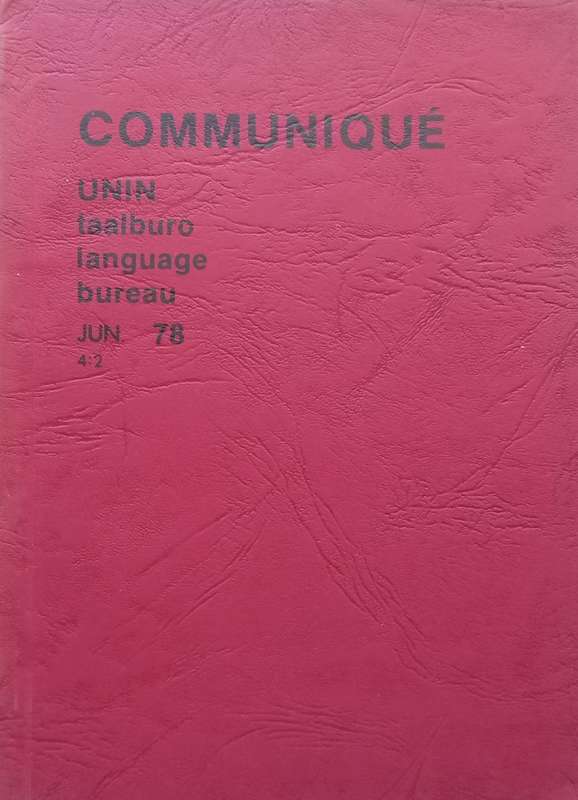 COMMUNIQUÉ
UNIN
taalburo
language
bureau
JUN. 78
4:2